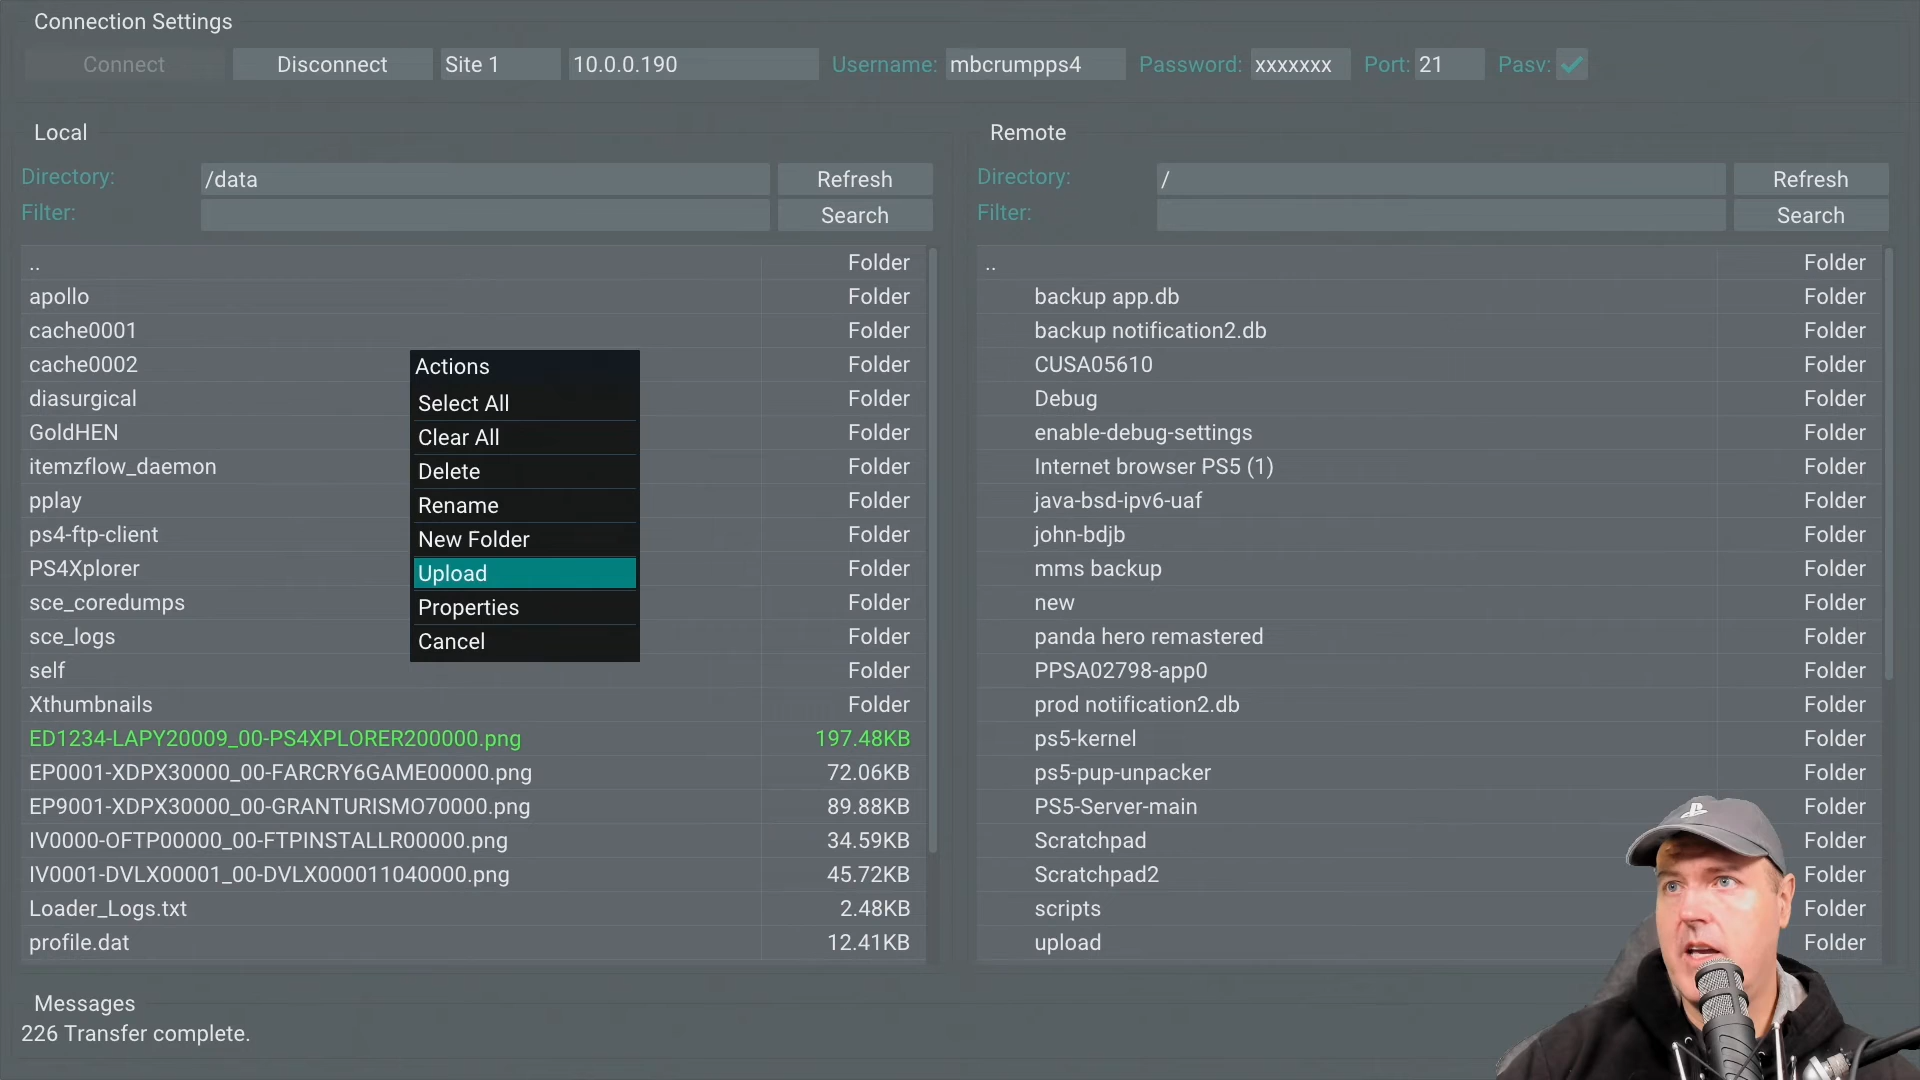 Connection Settings
Connect Disconnect Site 1 10.0.0.190 Username: mbcrumpps4 Password: xxxxxxx Port: 21 Pasv:
Local
Directory: /data Refresh
Filter: Search
.. Folder
apollo Folder
cache0001 Folder
cache0002 Folder
diasurgical Folder
GoldHEN Folder
itemzflow_daemon Folder
pplay Folder
ps4-ftp-client Folder
PS4Xplorer Folder
sce_coredumps Folder
sce_logs Folder
self Folder
Xthumbnails Folder
ED1234-LAPY20009_00-PS4XPLORER200000.png 197.48KB
EP0001-XDPX30000_00-FARCRY6GAME00000.png 72.06KB
EP9001-XDPX30000_00-GRANTURISMO70000.png 89.88KB
IV0000-OFTP00000_00-FTPINSTALLR00000.png 34.59KB
IV0001-DVLX00001_00-DVLX000011040000.png 45.72KB
Loader_Logs.txt 2.48KB
profile.dat 12.41KB
Actions
Select All
Clear All
Delete
Rename
New Folder
Upload
Properties
Cancel
Remote
Directory: / Refresh
Filter: Search
.. Folder
backup app.db Folder
backup notification2.db Folder
CUSA05610 Folder
Debug Folder
enable-debug-settings Folder
Internet browser PS5 (1) Folder
java-bsd-ipv6-uaf Folder
john-bdjb Folder
mms backup Folder
new Folder
panda hero remastered Folder
PPSA02798-app0 Folder
prod notification2.db Folder
ps5-kernel Folder
ps5-pup-unpacker Folder
PS5-Server-main Folder
Scratchpad Folder
Scratchpad2 Folder
scripts Folder
upload Folder
Messages
226 Transfer complete.